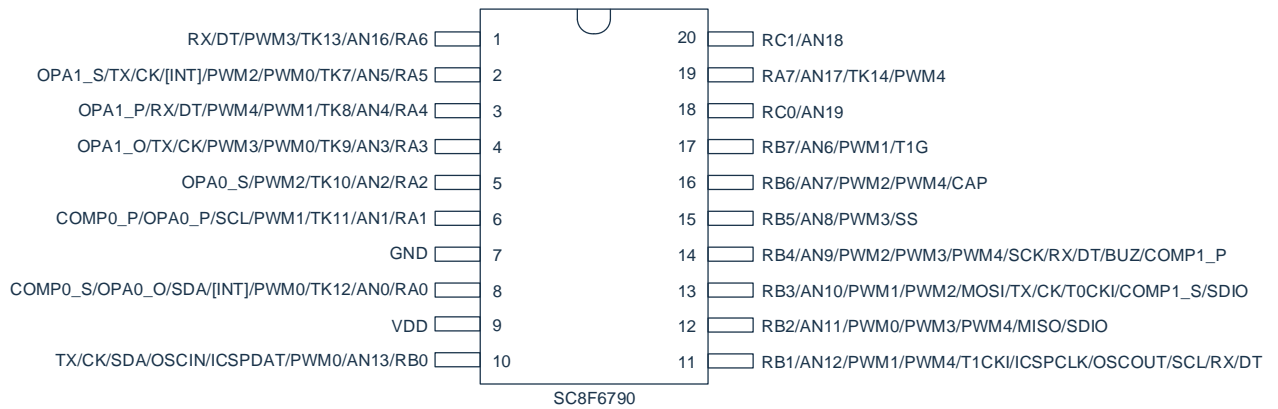 RX/DT/PWM3/TK13/AN16/RA6 1 20 RC1/AN18
OPA1_S/TX/CK/[INT]/PWM2/PWM0/TK7/AN5/RA5 2 19 RA7/AN17/TK14/PWM4
OPA1_P/RX/DT/PWM4/PWM1/TK8/AN4/RA4 3 18 RC0/AN19
OPA1_O/TX/CK/PWM3/PWM0/TK9/AN3/RA3 4 17 RB7/AN6/PWM1/T1G
OPA0_S/PWM2/TK10/AN2/RA2 5 16 RB6/AN7/PWM2/PWM4/CAP
COMP0_P/OPA0_P/SCL/PWM1/TK11/AN1/RA1 6 15 RB5/AN8/PWM3/SS
GND 7 14 RB4/AN9/PWM2/PWM3/PWM4/SCK/RX/DT/BUZ/COMP1_P
COMP0_S/OPA0_O/SDA/[INT]/PWM0/TK12/AN0/RA0 8 13 RB3/AN10/PWM1/PWM2/MOSI/TX/CK/T0CKI/COMP1_S/SDIO
VDD 9 12 RB2/AN11/PWM0/PWM3/PWM4/MISO/SDIO
TX/CK/SDA/OSCIN/ICSPDAT/PWM0/AN13/RB0 10 11 RB1/AN12/PWM1/PWM4/T1CKI/ICSPCLK/OSCOUT/SCL/RX/DT
SC8F6790